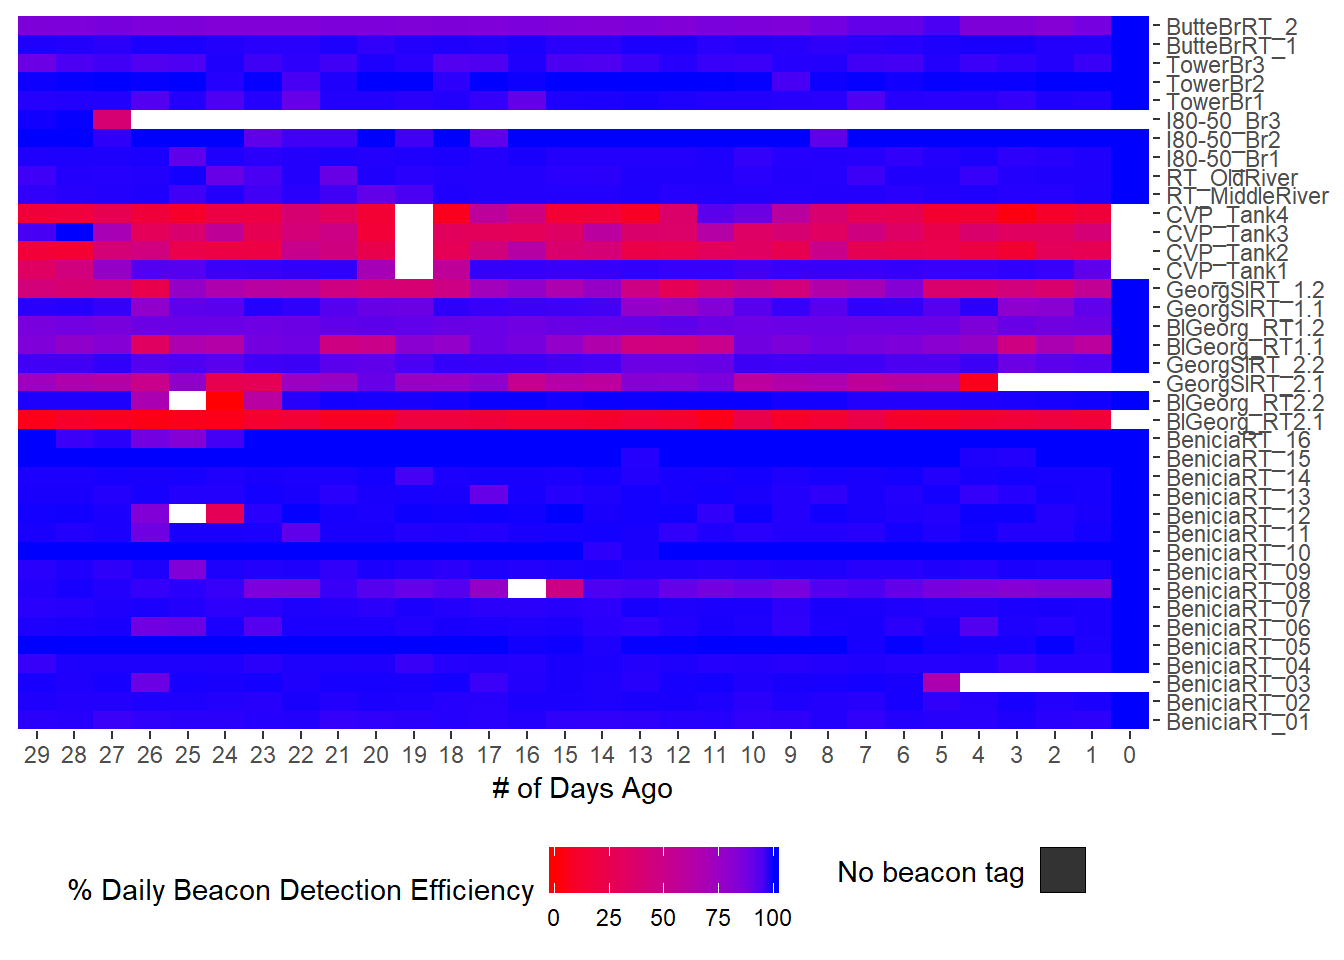 ButteBrRT_2
ButteBrRT_1
TowerBr3
TowerBr2
TowerBr1
I80-50_Br3
I80-50_Br2
I80-50_Br1
RT_OldRiver
RT_MiddleRiver
CVP_Tank4
CVP_Tank3
CVP_Tank2
CVP_Tank1
GeorgSlRT_1.2
GeorgSlRT_1.1
BlGeorg_RT1.2
BlGeorg_RT1.1
GeorgSlRT_2.2
GeorgSlRT_2.1
BlGeorg_RT2.2
BlGeorg_RT2.1
BeniciaRT_16
BeniciaRT_15
BeniciaRT_14
BeniciaRT_13
BeniciaRT_12
BeniciaRT_11
BeniciaRT_10
BeniciaRT_09
BeniciaRT_08
BeniciaRT_07
BeniciaRT_06
BeniciaRT_05
BeniciaRT_04
BeniciaRT_03
BeniciaRT_02
BeniciaRT_01
29 28 27 26 25 24 23 22 21 20 19 18 17 16 15 14 13 12 11 10 9 8 7 6 5 4 3 2 1 0
# of Days Ago
% Daily Beacon Detection Efficiency
0 25 50 75 100
No beacon tag